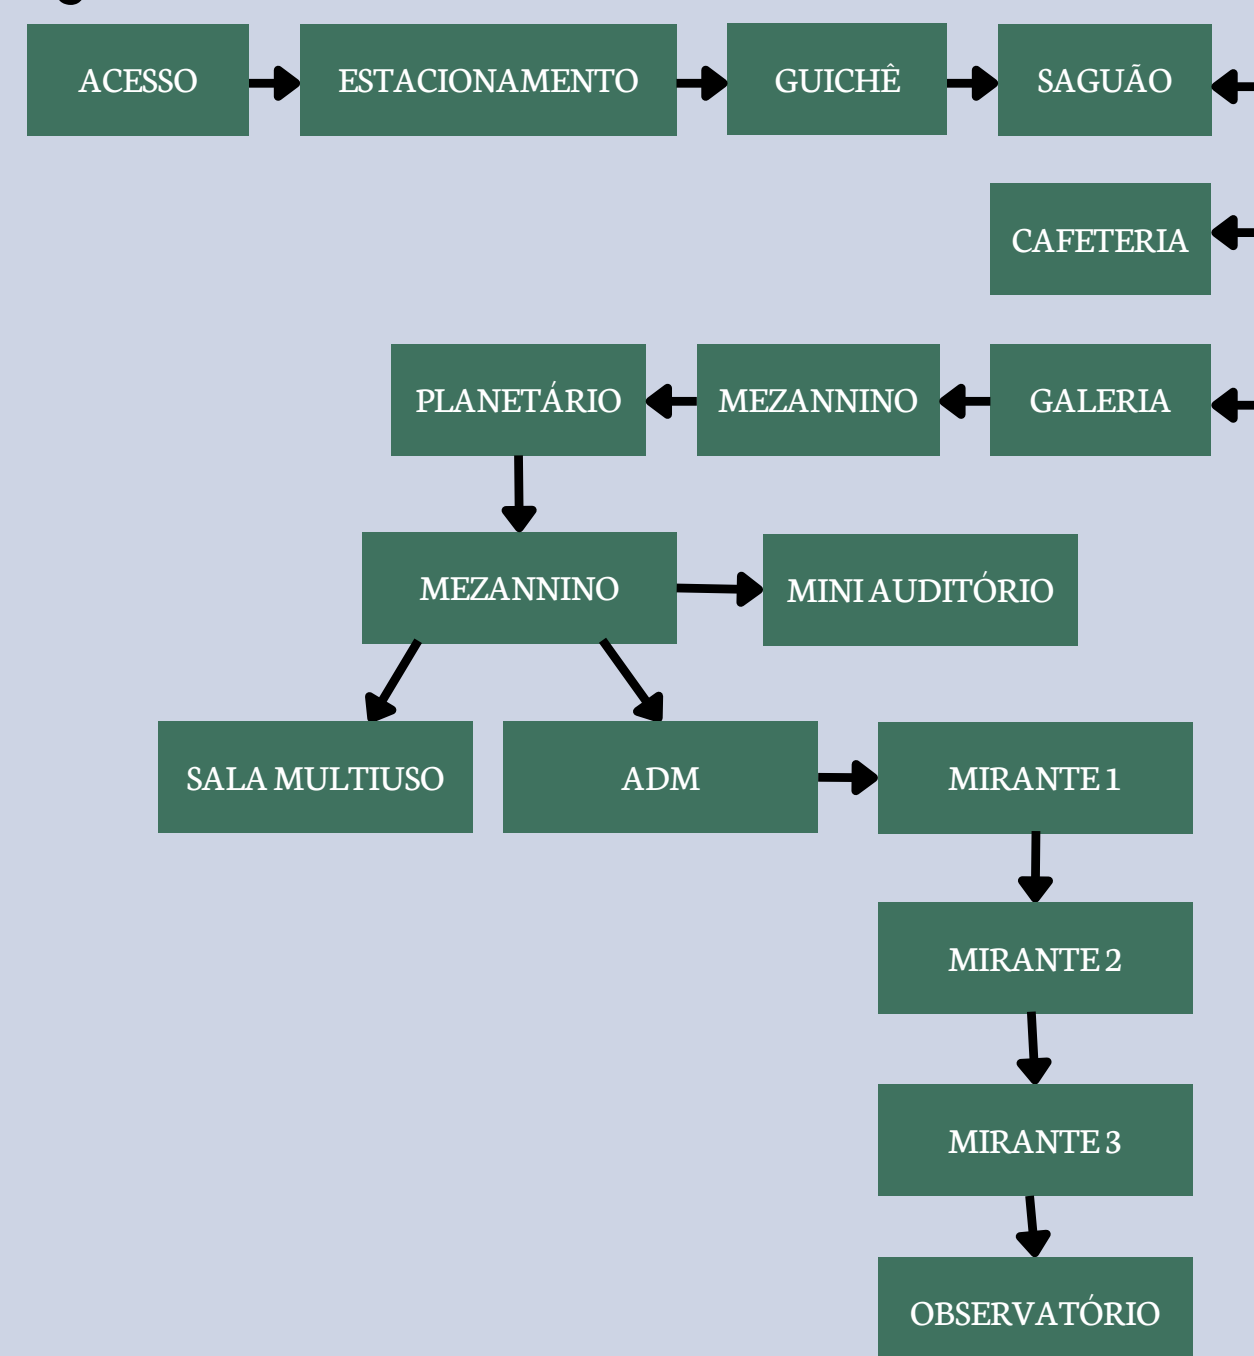 ACESSO
ESTACIONAMENTO
GUICHÊ
SAGUÃO
CAFETERIA
PLANETÁRIO
MEZANNINO
GALERIA
MEZANNINO
MINI AUDITÓRIO
SALA MULTIUSO
ADM
MIRANTE 1
MIRANTE 2
MIRANTE 3
OBSERVATÓRIO